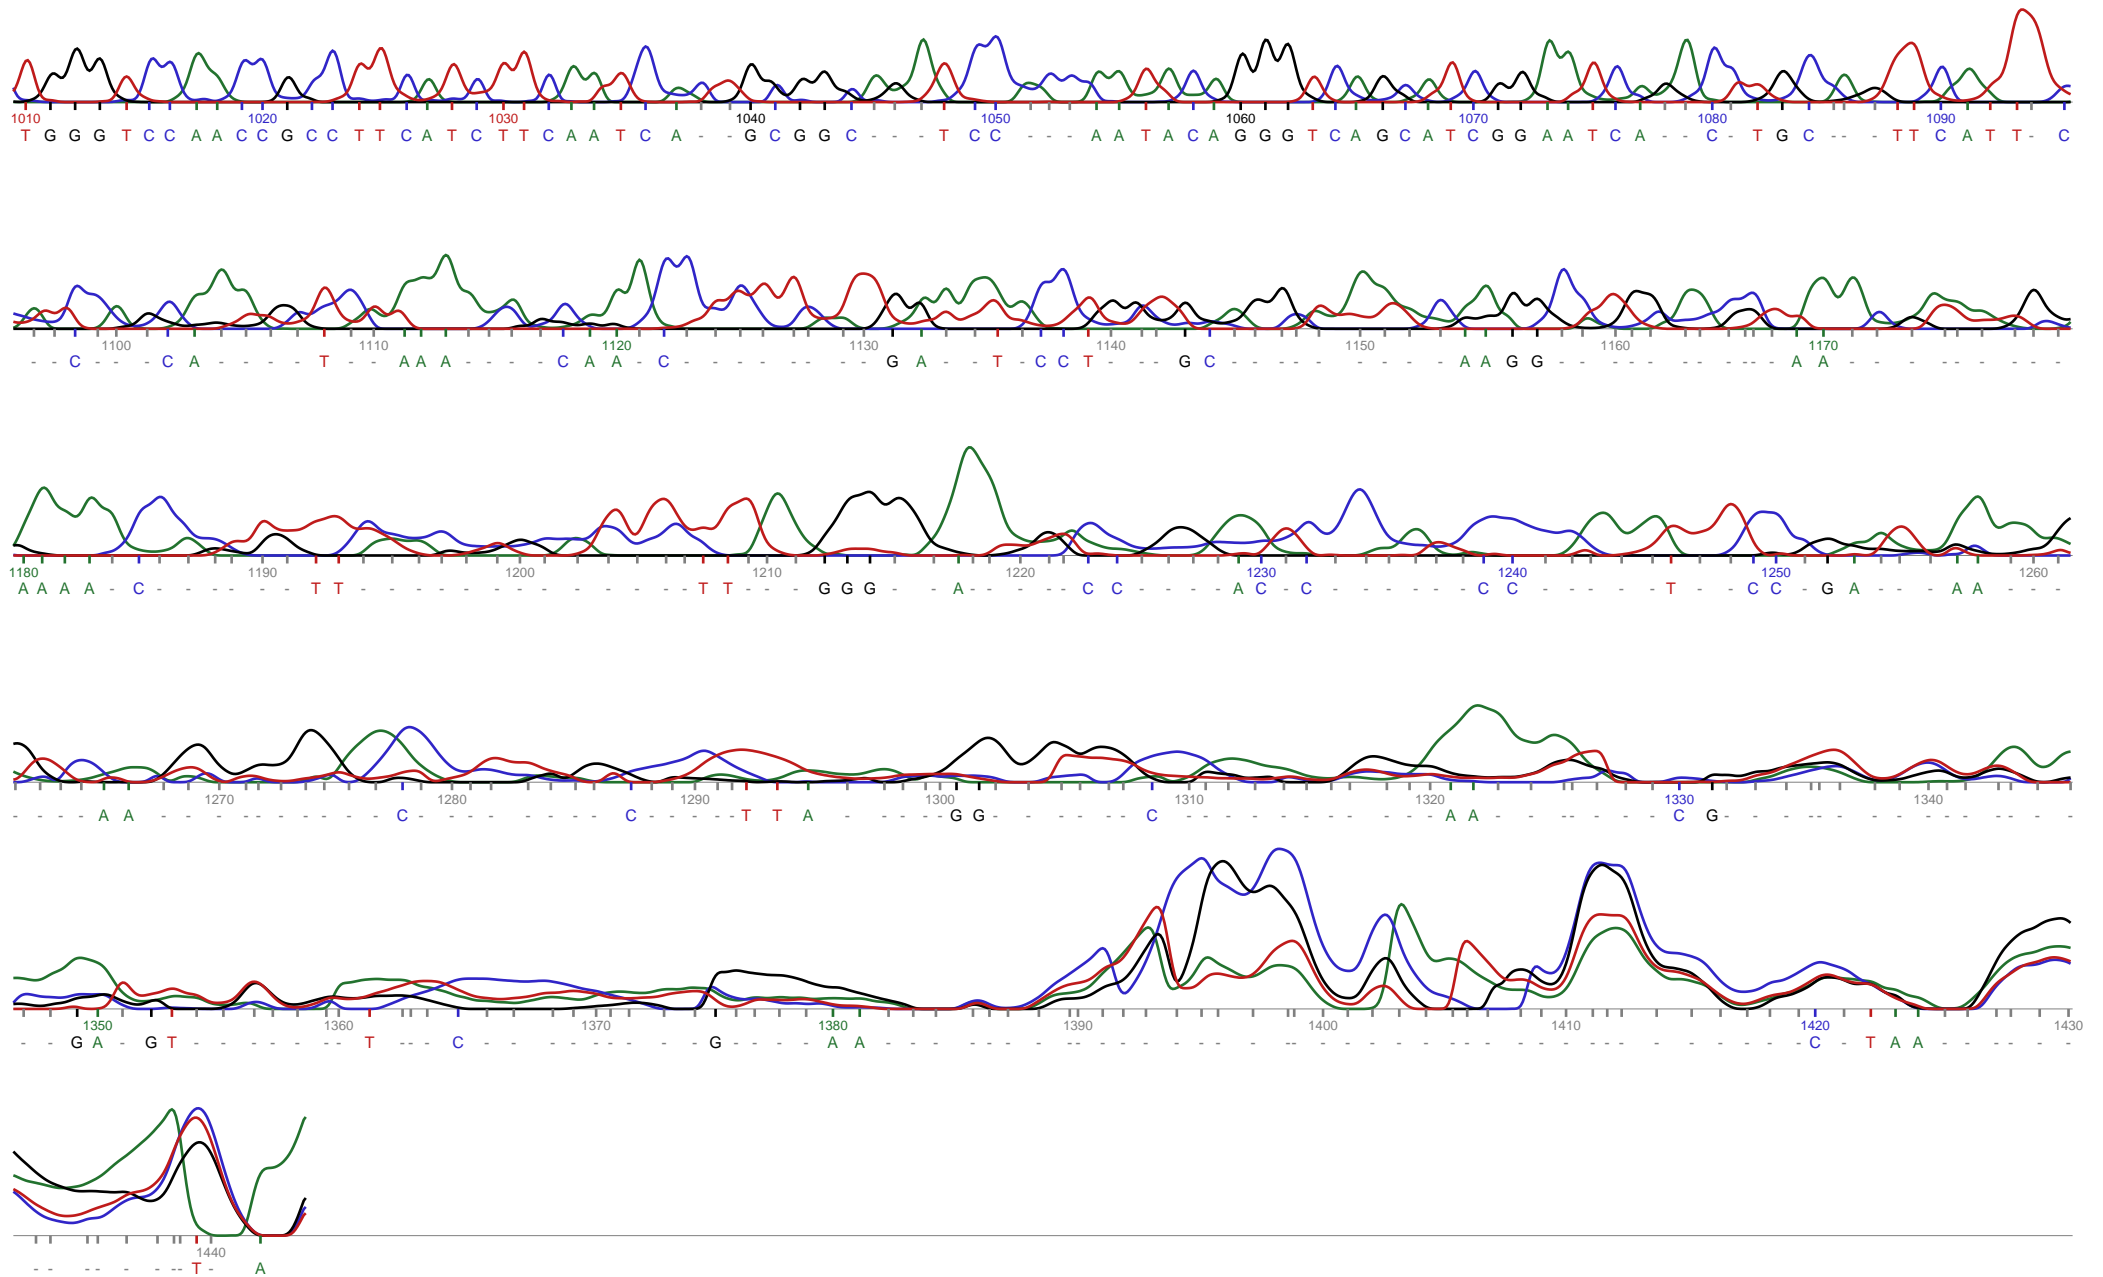 1010 1020 1030 1040 1050 1060 1070 1080 1090
T G G G T C C A A C C G C C T T C A T C T T C A A T C A - - G C G G C - - - T C C - - - A A T A C A G G G T C A G C A T C G G A A T C A - - C - T G C - - - T T C A T T - C
1100 1110 1120 1130 1140 1150 1160 1170
- - C - - - C A - - - - T - - A A A - - - - C A A - C - - - - - - - - G A - - T - C C T - - - G C - - - - - - - - - A A G G - - - - - - - - - - A A - - - - - - - - -
1180 1190 1200 1210 1220 1230 1240 1250 1260
A A A A - C - - - - - - T T - - - - - - - - - - - - - - T T - - - G G G - - A - - - - C C - - - - A C - C - - - - - - C C - - - - - T - - C C - G A - - - A A - - -
1270 1280 1290 1300 1310 1320 1330 1340
- - - - A A - - - - - - - - - - C - - - - - - - - C - - - - T T A - - - - - - G G - - - - - - C - - - - - - - - - - - A A - - - - - - - C G - - - - - - - - - - - - - -
1350 1360 1370 1380 1390 1400 1410 1420 1430
- - G A - G T - - - - - - - T - - - C - - - - - - - - - G - - - - A A - - - - - - - - - - - - - - - - - - - - - - - - - - - - - - - - - - - - - - C - T A A - - - - -
1440
- - - - - - - - T - A